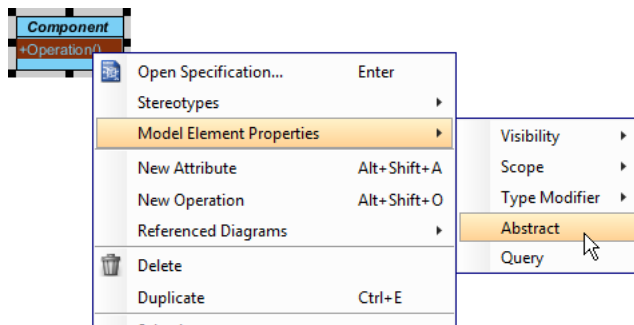 Component
+Operation()
Open Specification... Enter
Stereotypes
Model Element Properties
Visibility
New Attribute Alt+Shift+A
Scope
New Operation Alt+Shift+O
Type Modifier
Referenced Diagrams
Abstract
Delete
Query
Duplicate Ctrl+E